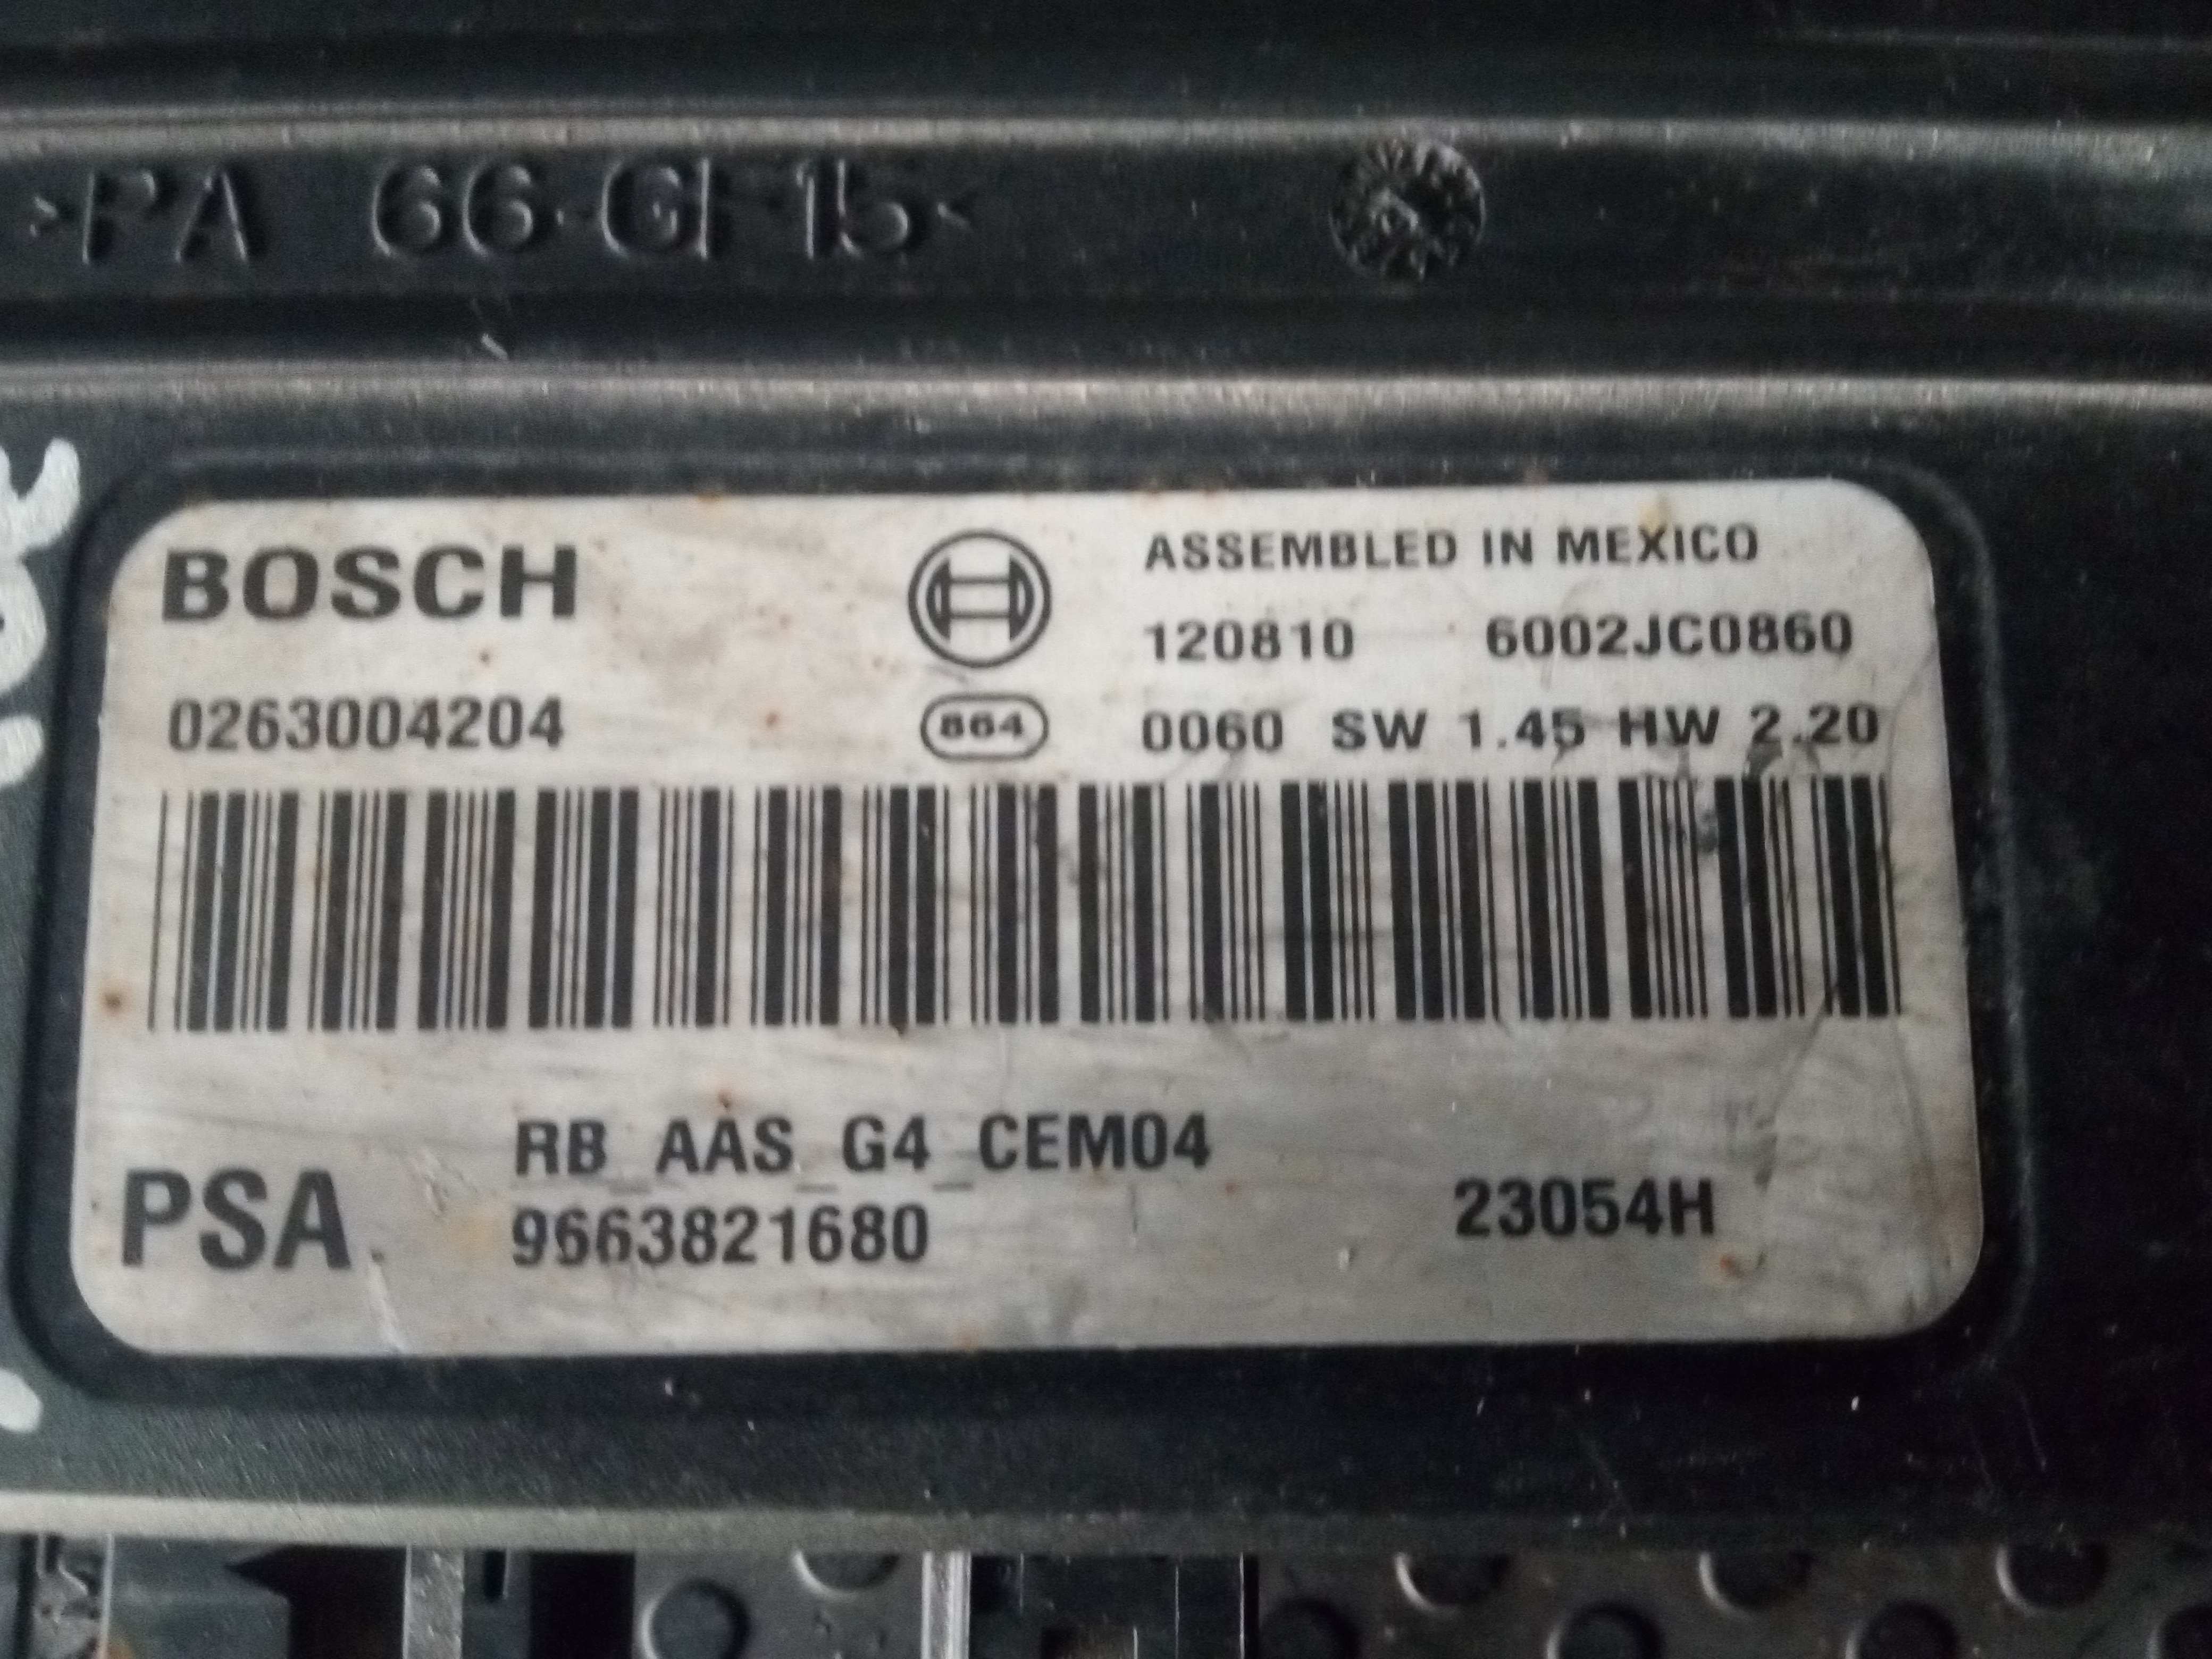 >PA 66-GF15<
BOSCH
ASSEMBLED IN MEXICO
120810 6002JC0860
0263004204
864
0060 SW 1.45 HW 2.20
RB_AAS_G4_CEM04
PSA
9663821680
23054H